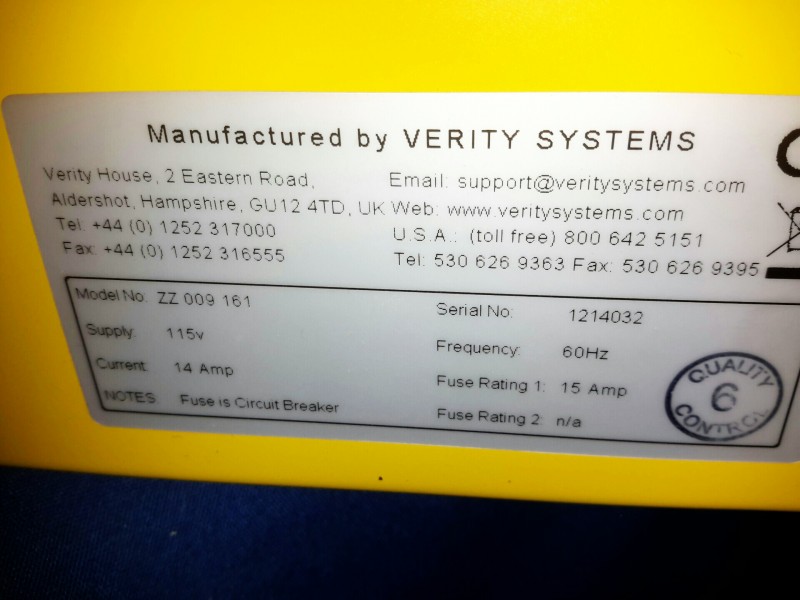 Manufactured by VERITY SYSTEMS
Verity House, 2 Eastern Road,
Aldershot, Hampshire, GU12 4TD, UK
Tel: +44 (0) 1252 317000
Fax: +44 (0) 1252 316555
Email: support@veritysystems.com
Web: www.veritysystems.com
U.S.A.: (toll free) 800 642 5151
Tel: 530 626 9363 Fax: 530 626 9395
Model No: ZZ 009 161
Supply: 115v
Current: 14 Amp
NOTES: Fuse is Circuit Breaker
Serial No: 1214032
Frequency: 60Hz
Fuse Rating 1: 15 Amp
Fuse Rating 2: n/a
QUALITY
6
CONTROL